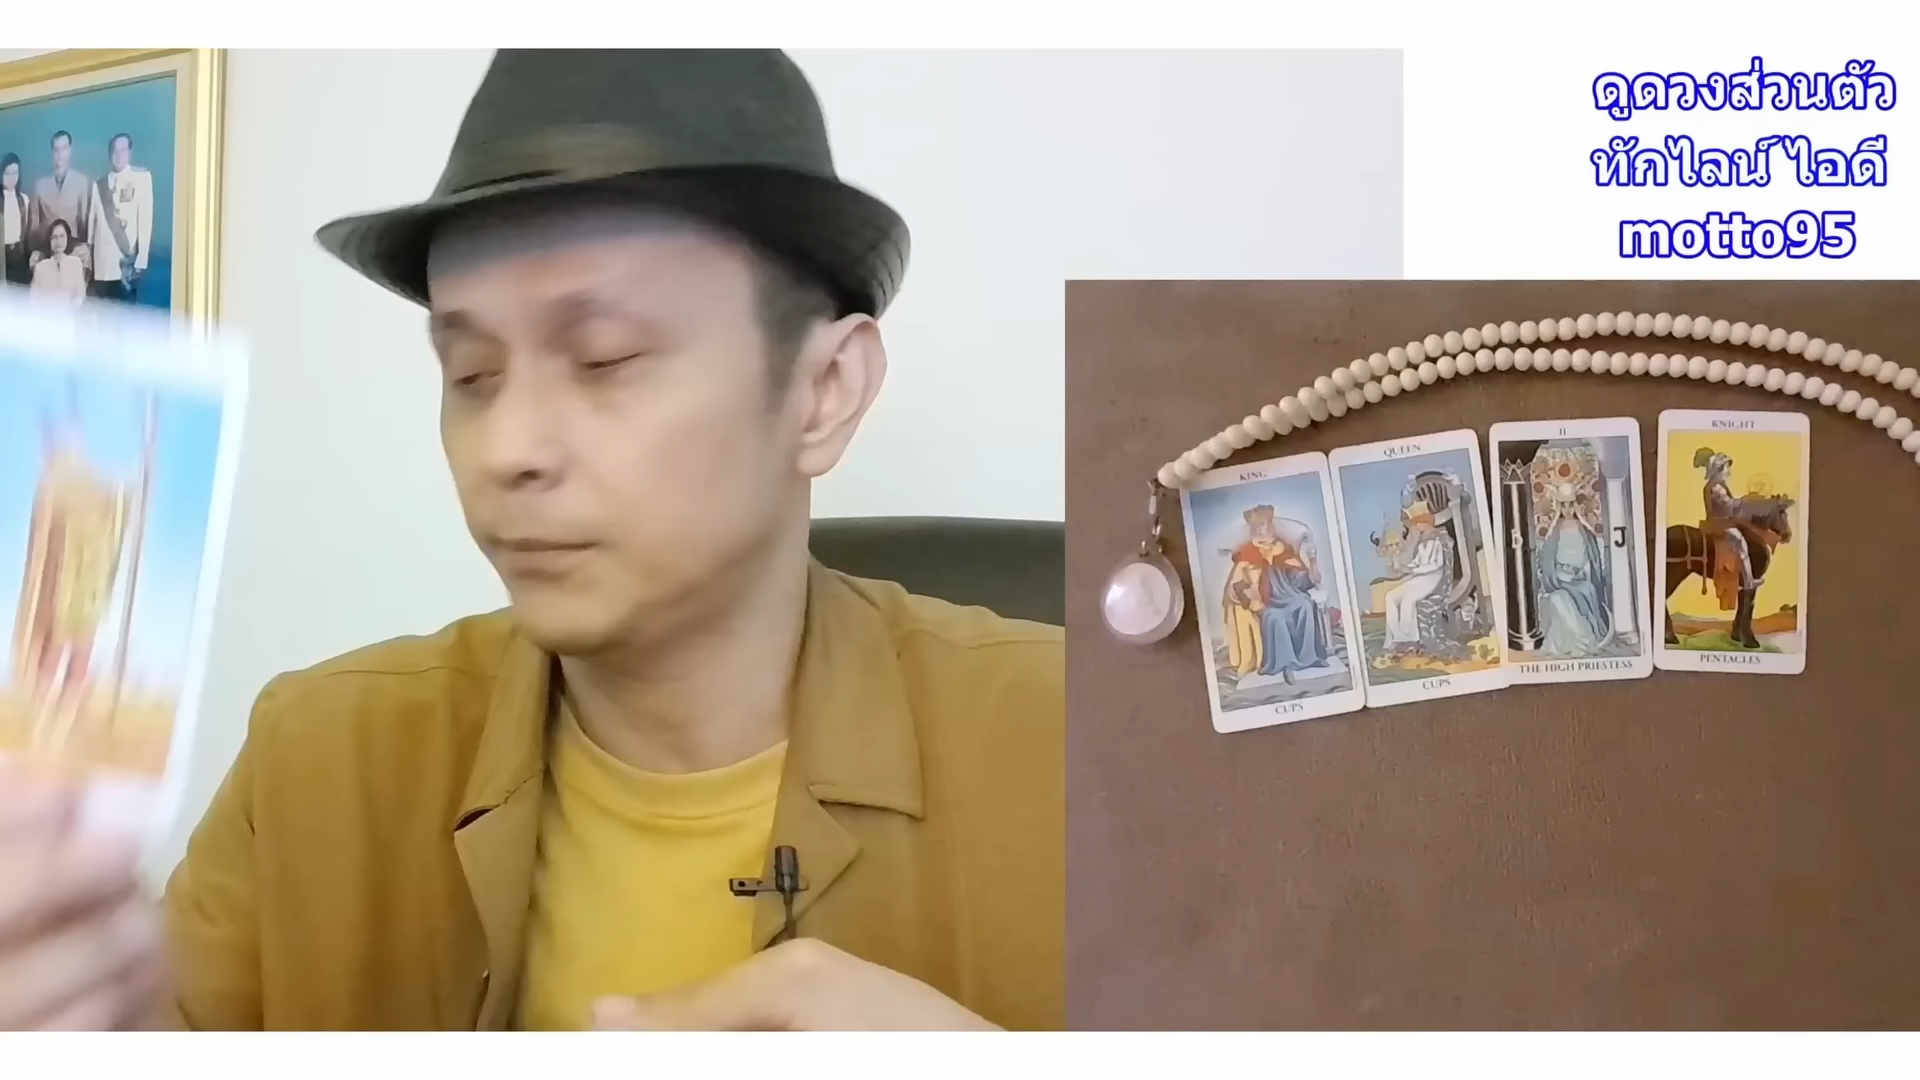 ดูดวงส่วนตัว
ทักไลน์ ไอดี
motto95
KING
CUPS
QUEEN
CUPS
II
B
J
THE HIGH PRIESTESS
KNIGHT
PENTACLES